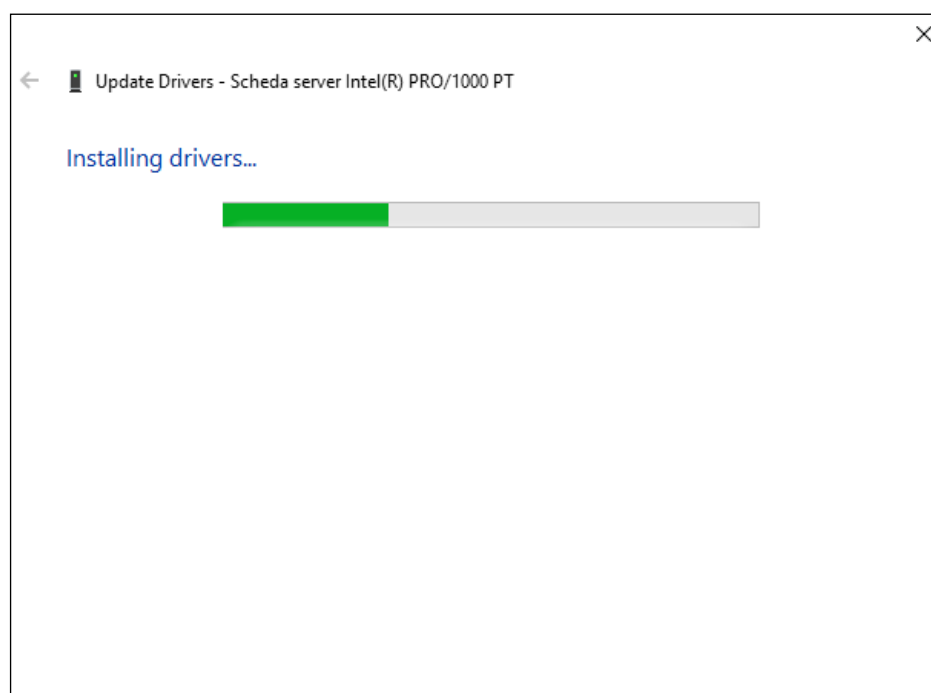 Update Drivers - Scheda server Intel(R) PRO/1000 PT
Installing drivers...